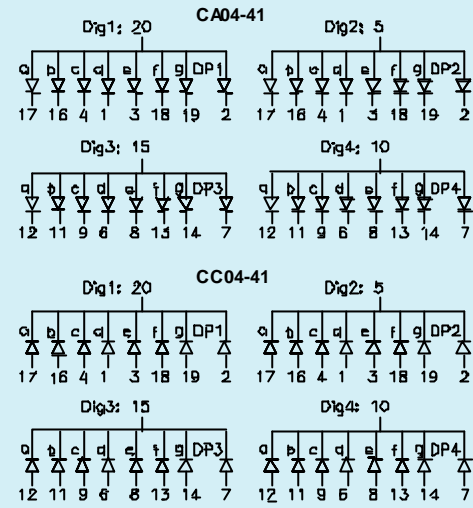 CA04-41
Dig1: 20 Dig2: 5
a b c d e f g DP1 a b c d e f g DP2
17 16 4 1 3 18 19 2 17 16 4 1 3 18 19 2
Dig3: 15 Dig4: 10
a b c d e f g DP3 a b c d e f g DP4
12 11 9 6 8 13 14 7 12 11 9 6 8 13 14 7
CC04-41
Dig1: 20 Dig2: 5
a b c d e f g DP1 a b c d e f g DP2
17 16 4 1 3 18 19 2 17 16 4 1 3 18 19 2
Dig3: 15 Dig4: 10
a b c d e f g DP3 a b c d e f g DP4
12 11 9 6 8 13 14 7 12 11 9 6 8 13 14 7